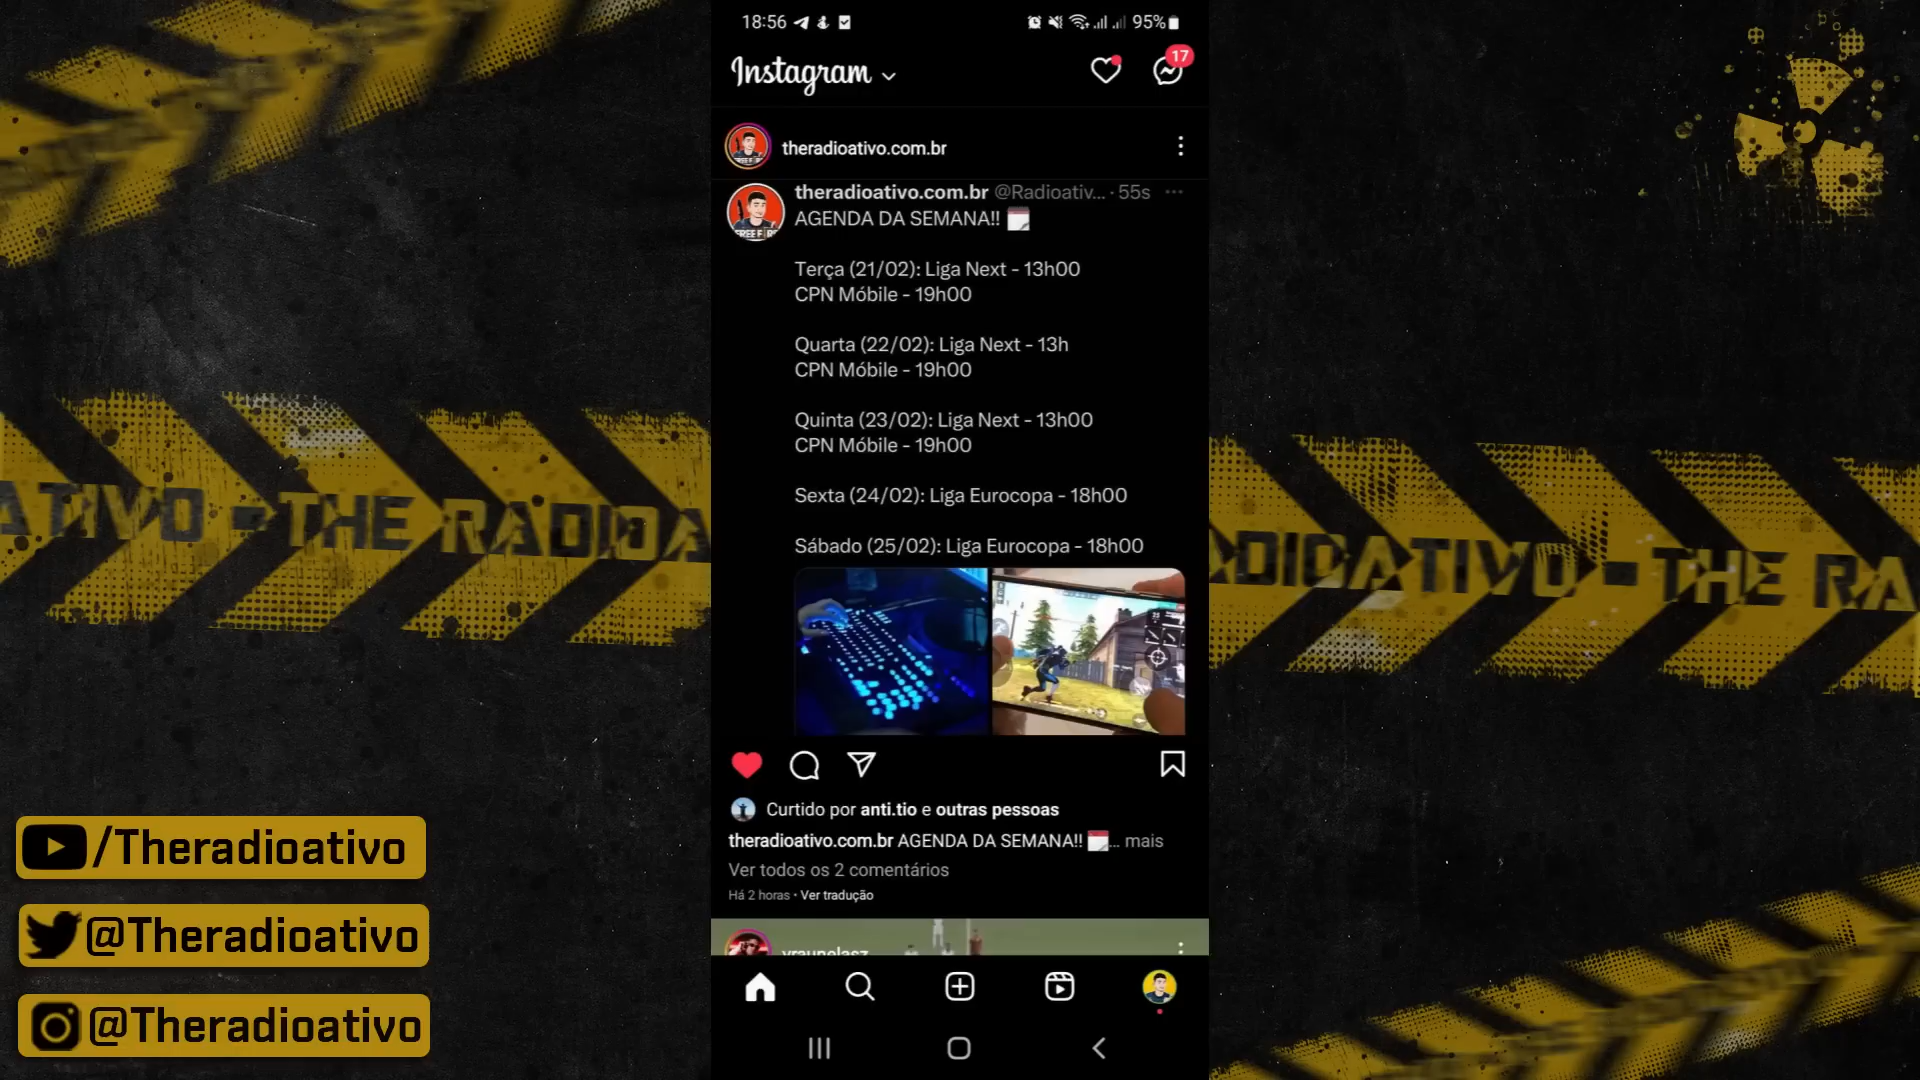 18:56
95%
Instagram
17
theradioativo.com.br
theradioativo.com.br @Radioativ... · 55s
AGENDA DA SEMANA!!
Terça (21/02): Liga Next - 13h00
CPN Móbile - 19h00
Quarta (22/02): Liga Next - 13h
CPN Móbile - 19h00
Quinta (23/02): Liga Next - 13h00
CPN Móbile - 19h00
Sexta (24/02): Liga Eurocopa - 18h00
Sábado (25/02): Liga Eurocopa - 18h00
Curtido por anti.tio e outras pessoas
theradioativo.com.br AGENDA DA SEMANA!! ... mais
Ver todos os 2 comentários
Há 2 horas · Ver tradução
ATIVO - THE RADIOA
RADIOATIVO - THE RA
/Theradioativo
@Theradioativo
@Theradioativo